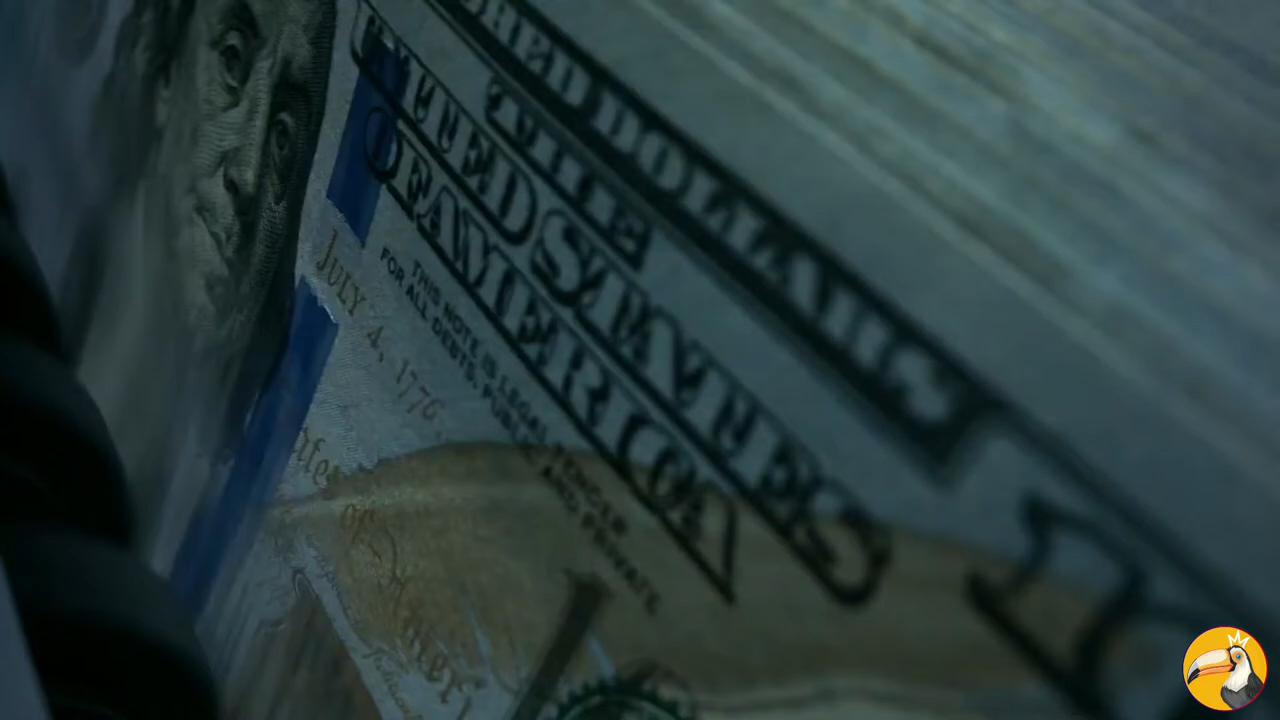 DOLLARS
THE
UNITED STATES
OF AMERICA
THIS NOTE IS LEGAL TENDER
FOR ALL DEBTS, PUBLIC AND PRIVATE
JULY 4, 1776